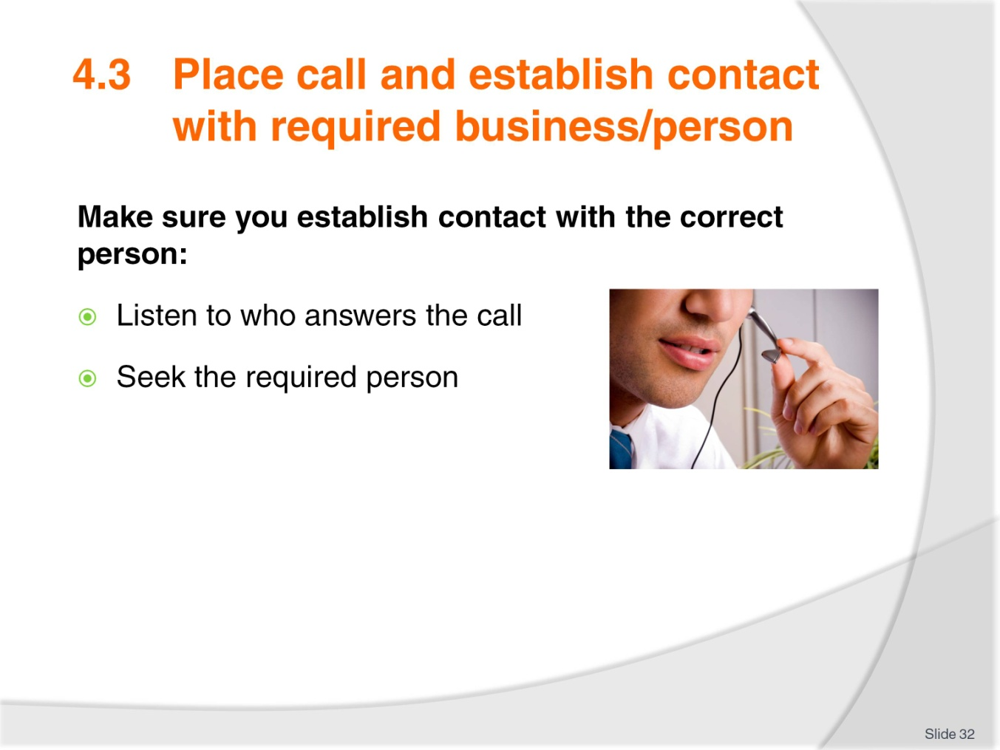 4.3 Place call and establish contact
with required business/person
Make sure you establish contact with the correct
person:
Listen to who answers the call
Seek the required person
Slide 32